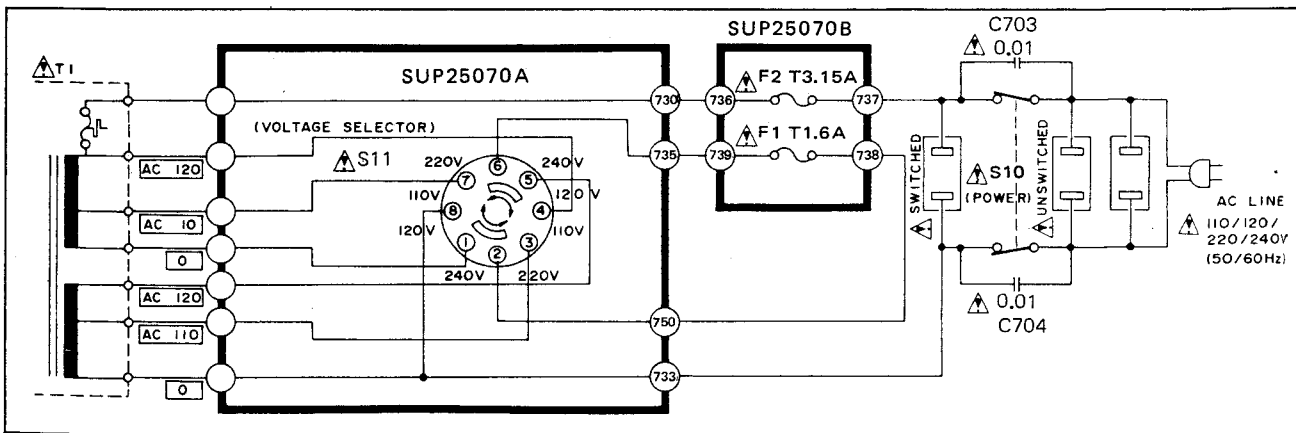 SUP25070A
SUP25070B
C703
0.01
T1
730
736
F2 T3.15A
737
(VOLTAGE SELECTOR)
F1 T1.6A
735
739
738
AC 120
S11
220V
6
240V
7
5
110V
120V
8
4
120V
110V
1
3
2
240V
220V
AC 10
0
AC 120
AC 110
0
750
733
SWITCHED
S10
(POWER)
UNSWITCHED
AC LINE
110/120/
220/240V
(50/60Hz)
0.01
C704